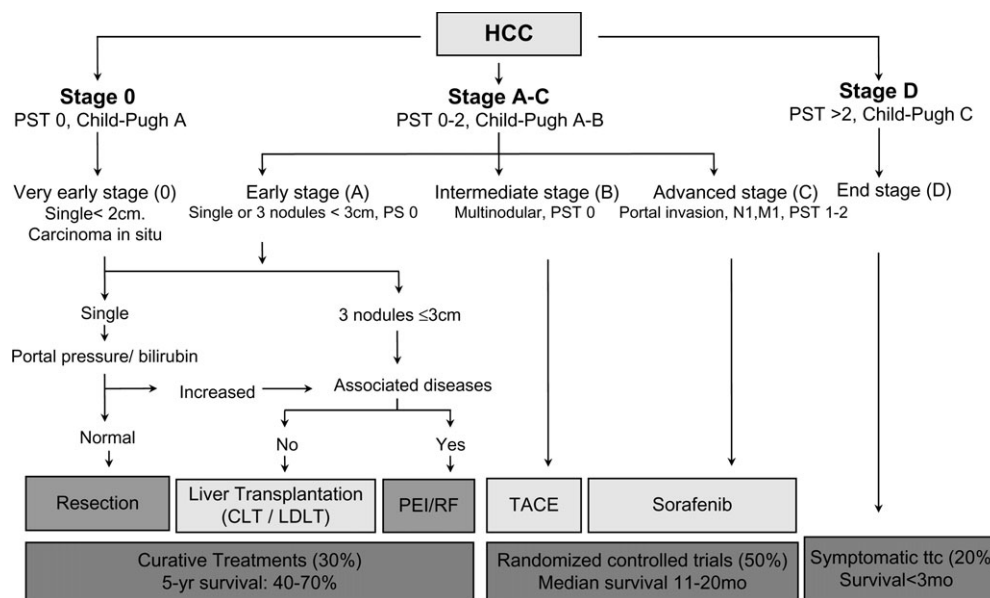 HCC
Stage 0
PST 0, Child-Pugh A
Stage A-C
PST 0-2, Child-Pugh A-B
Stage D
PST >2, Child-Pugh C
Very early stage (0)
Single< 2cm.
Carcinoma in situ
Early stage (A)
Single or 3 nodules < 3cm, PS 0
Intermediate stage (B)
Multinodular, PST 0
Advanced stage (C)
Portal invasion, N1,M1, PST 1-2
End stage (D)
Single
3 nodules ≤3cm
Portal pressure/ bilirubin
Increased
Associated diseases
Normal
No
Yes
Resection
Liver Transplantation
(CLT / LDLT)
PEI/RF
TACE
Sorafenib
Curative Treatments (30%)
5-yr survival: 40-70%
Randomized controlled trials (50%)
Median survival 11-20mo
Symptomatic ttc (20%
Survival<3mo